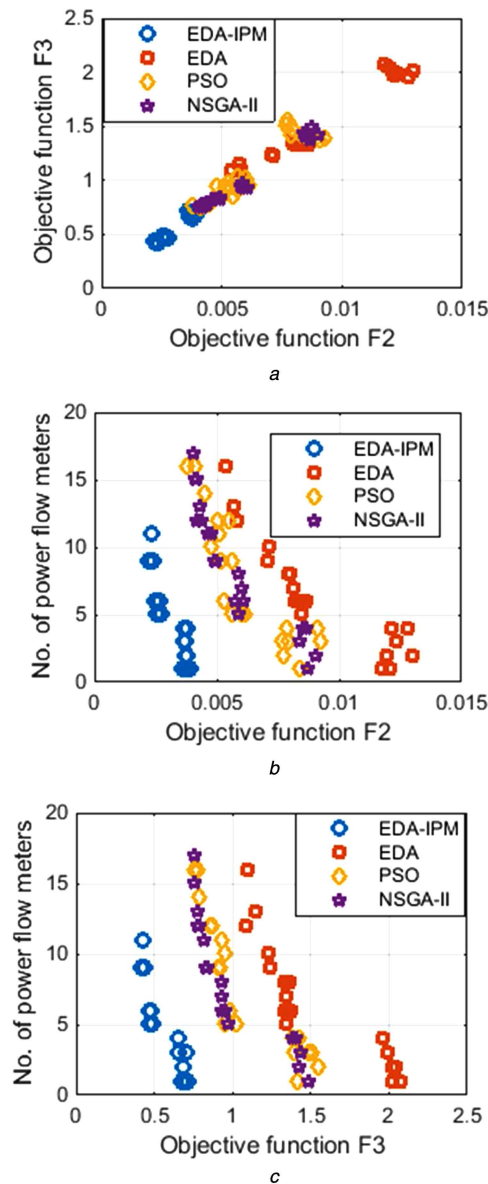 2.5
2
1.5
1
0.5
0
Objective function F3
EDA-IPM
EDA
PSO
NSGA-II
0
0.005
0.01
0.015
Objective function F2
a
20
15
10
5
0
No. of power flow meters
EDA-IPM
EDA
PSO
NSGA-II
0
0.005
0.01
0.015
Objective function F2
b
20
15
10
5
0
No. of power flow meters
EDA-IPM
EDA
PSO
NSGA-II
0
0.5
1
1.5
2
2.5
Objective function F3
c